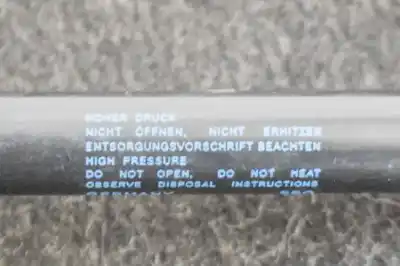 HOHER DRUCK
NICHT ÖFFNEN, NICHT ERHITZEN
ENTSORGUNGSVORSCHRIFT BEACHTEN
HIGH PRESSURE
DO NOT OPEN, DO NOT HEAT
OBSERVE DISPOSAL INSTRUCTIONS
GERMANY